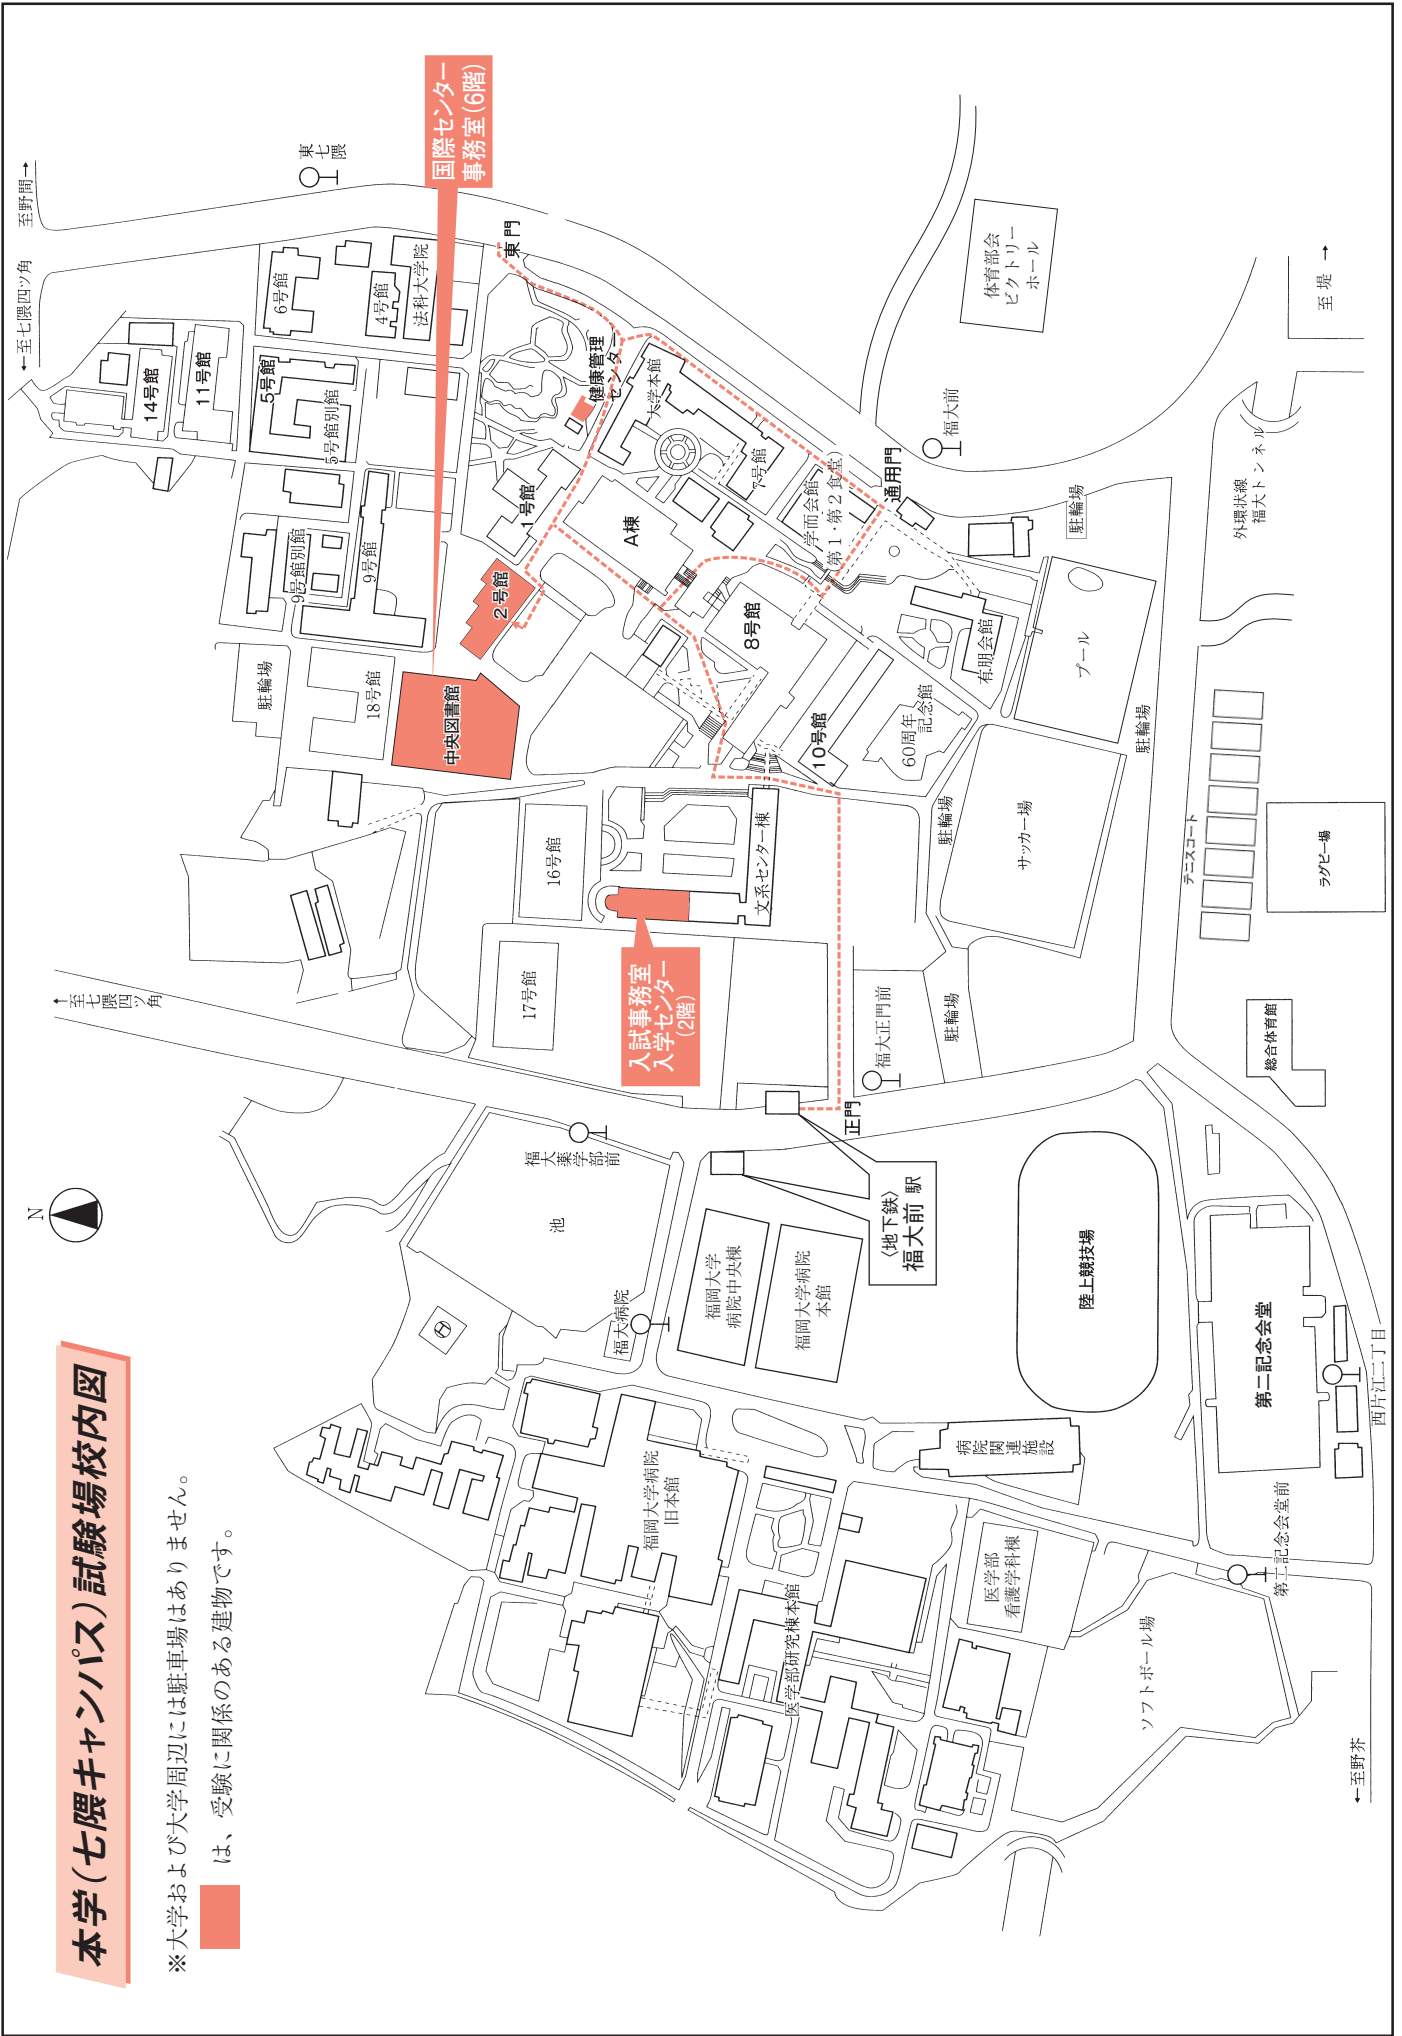 本学(七隈キャンパス)試験場校内図
※大学および大学周辺には駐車場はありません。
は、受験に関係のある建物です。
N
←至七隈四ツ角
至野間→
東七隈
国際センター
事務室(6階)
東門
6号館
4号館
法科大学院
14号館
11号館
5号館
5号館別館
9号館別館
9号館
駐輪場
18号館
中央図書館
2号館
1号館
健康管理
センター
大学本館
A棟
7号館
学而会館
第1・第2食堂
通用門
福大前
体育部会
ビクトリー
ホール
至堤→
外環状線
福大トンネル
駐輪場
8号館
10号館
60周年
記念館
有朋会館
プール
駐輪場
駐輪場
サッカー場
テニスコート
ラグビー場
16号館
17号館
文系センター棟
入試事務室
入学センター
(2階)
駐輪場
福大正門前
正門
総合体育館
←至七隈四ツ角
福大薬学部前
池
福大病院
福岡大学
病院中央棟
福岡大学病院
本館
〈地下鉄〉
福大前 駅
陸上競技場
第二記念会堂
西片江二丁目
H
福岡大学病院
旧本館
病院
関連
施設
医学部
看護学科棟
医学部研究棟本館
第二記念会堂前
ソフトボール場
←至野芥